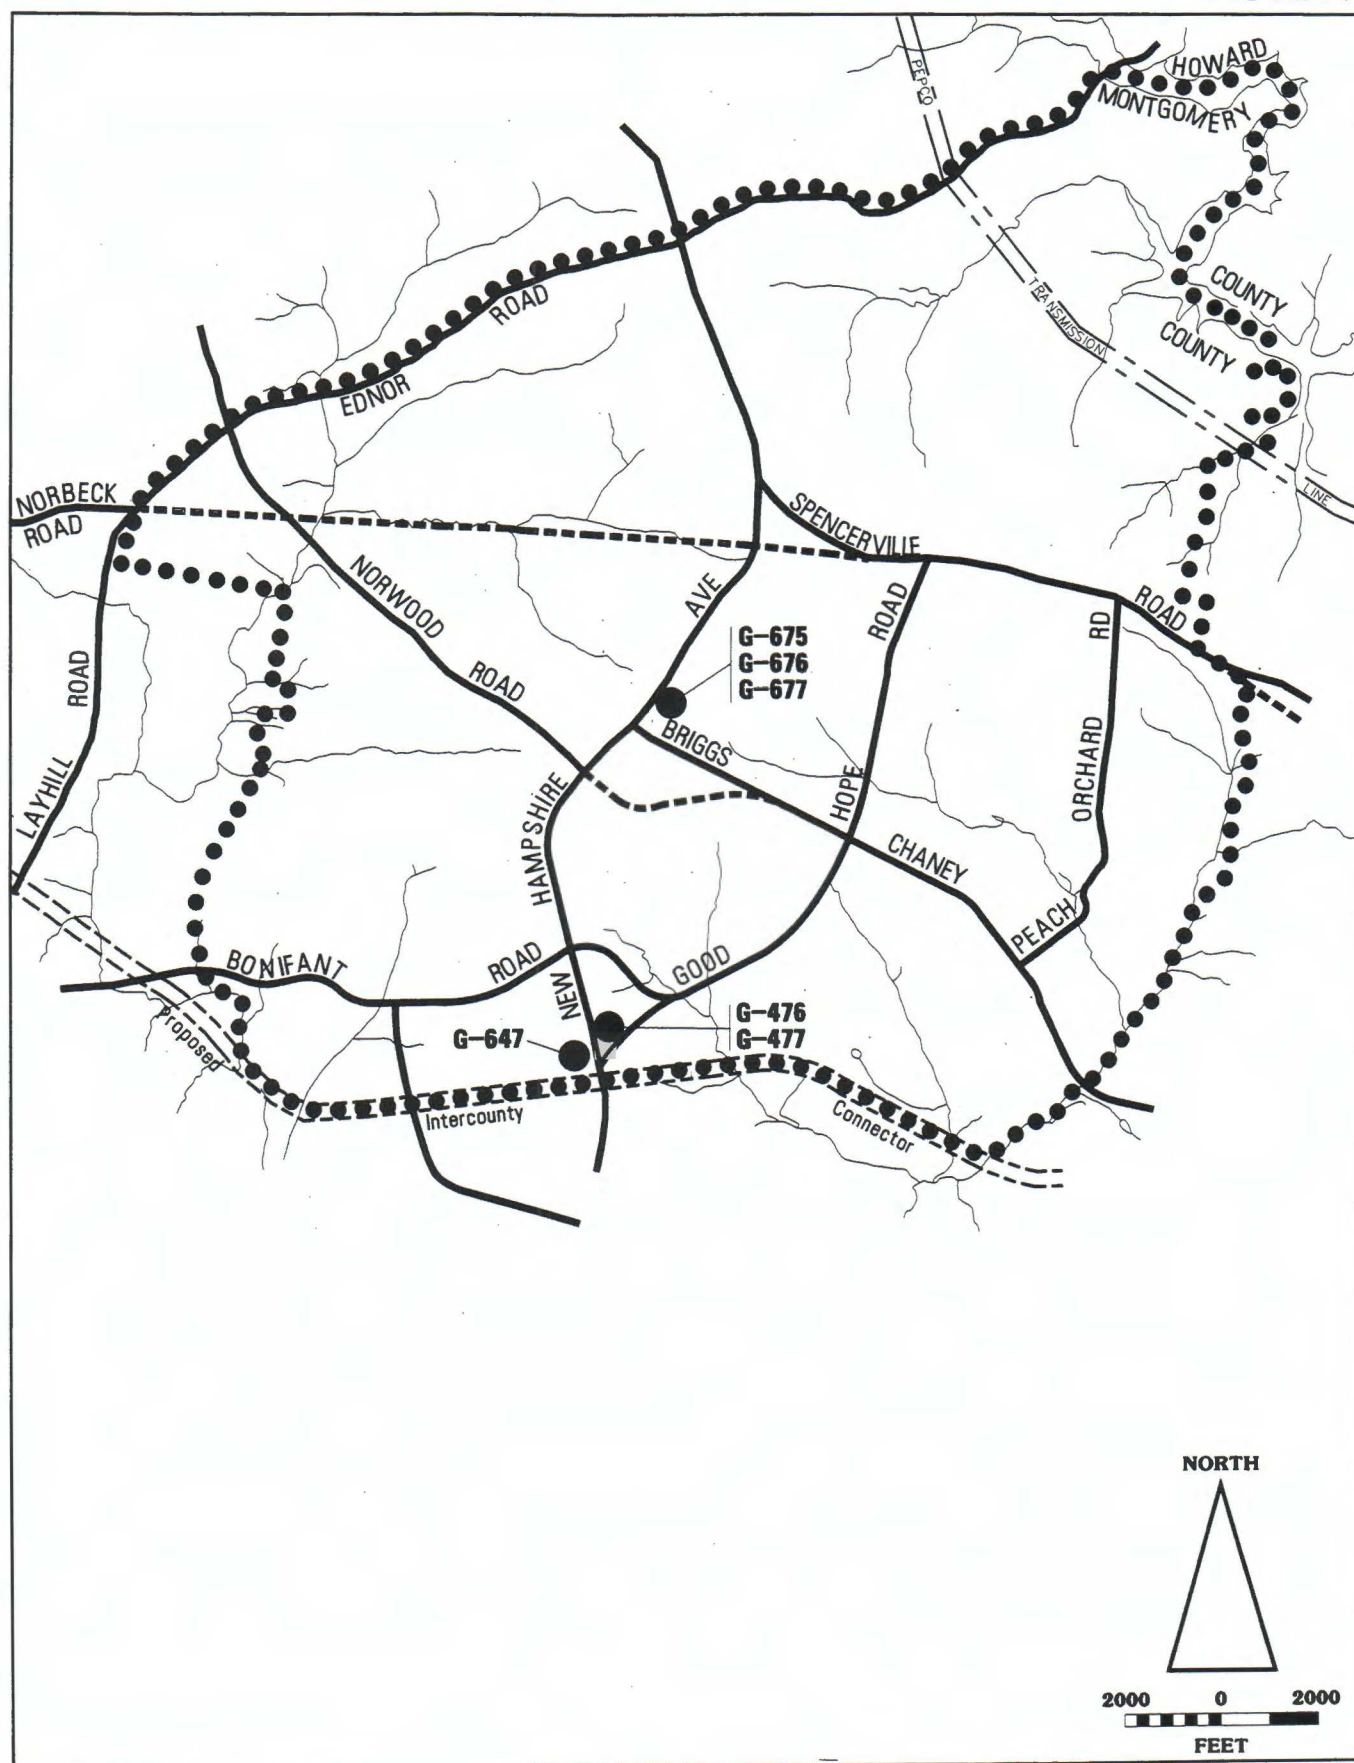 HOWARD
MONTGOMERY
PEPCO
TRANSMISSION
LINE
COUNTY
COUNTY
ROAD
EDNOR
NORBECK
ROAD
SPENCERVILLE
ROAD
NORWOOD
ROAD
AVE
ROAD
RD
G-675
G-676
G-677
ROAD
LAYHILL
BRIGGS
HOPE
ORCHARD
HAMPSHIRE
CHANEY
PEACH
BONIFANT
ROAD
GOOD
NEW
G-476
G-477
G-647
Proposed
Intercounty
Connector
NORTH
2000 0 2000
FEET